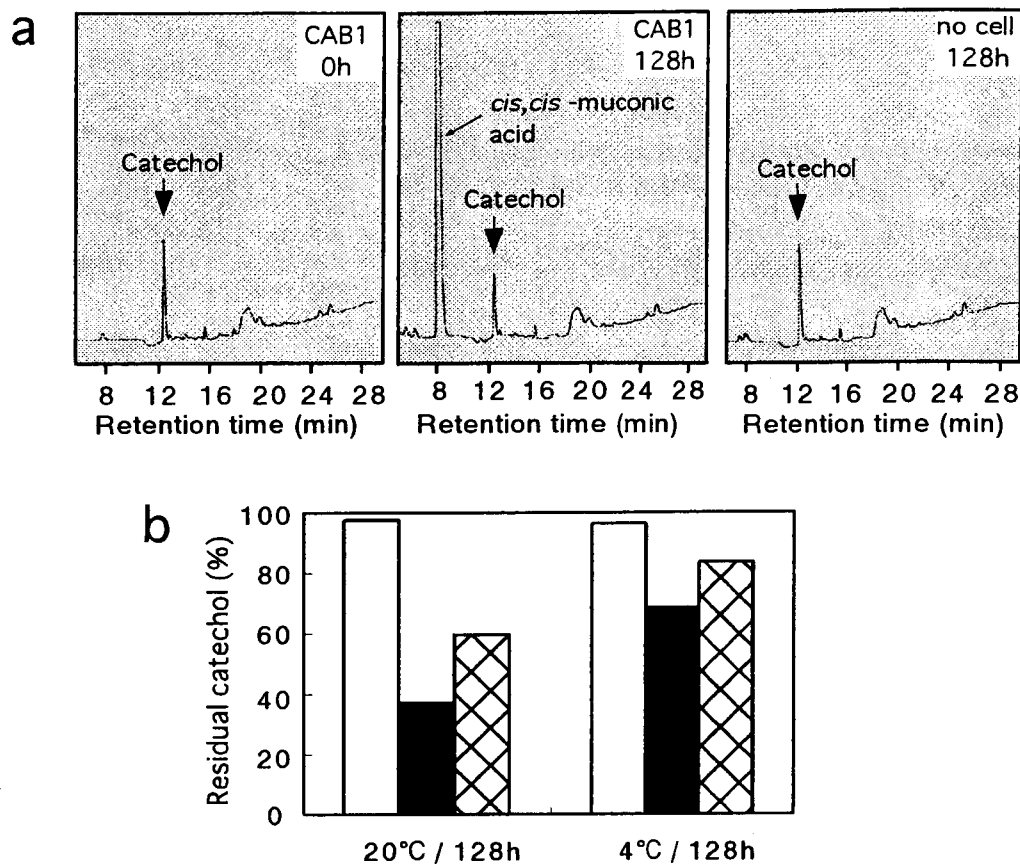 a
CAB1
0h
Catechol
8 12 16 20 24 28
Retention time (min)
CAB1
128h
cis,cis -muconic
acid
Catechol
8 12 16 20 24 28
Retention time (min)
no cell
128h
Catechol
8 12 16 20 24 28
Retention time (min)
b
Residual catechol (%)
100
80
60
40
20
0
20°C / 128h
4°C / 128h